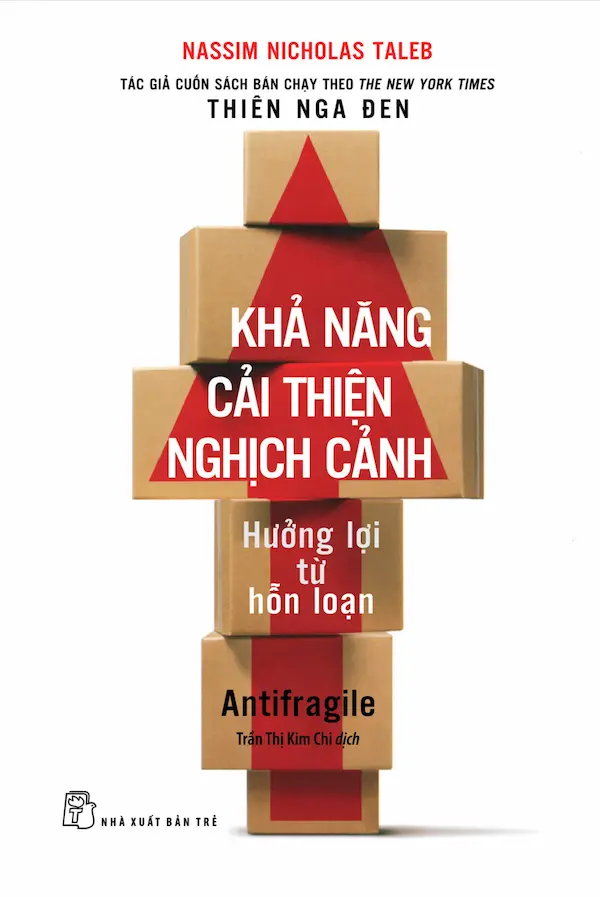 NASSIM NICHOLAS TALEB
TÁC GIẢ CUỐN SÁCH BÁN CHẠY THEO THE NEW YORK TIMES
THIÊN NGA ĐEN
KHẢ NĂNG
CẢI THIỆN
NGHỊCH CẢNH
Hưởng lợi
từ
hỗn loạn
Antifragile
Trần Thị Kim Chi dịch
T
NHÀ XUẤT BẢN TRẺ